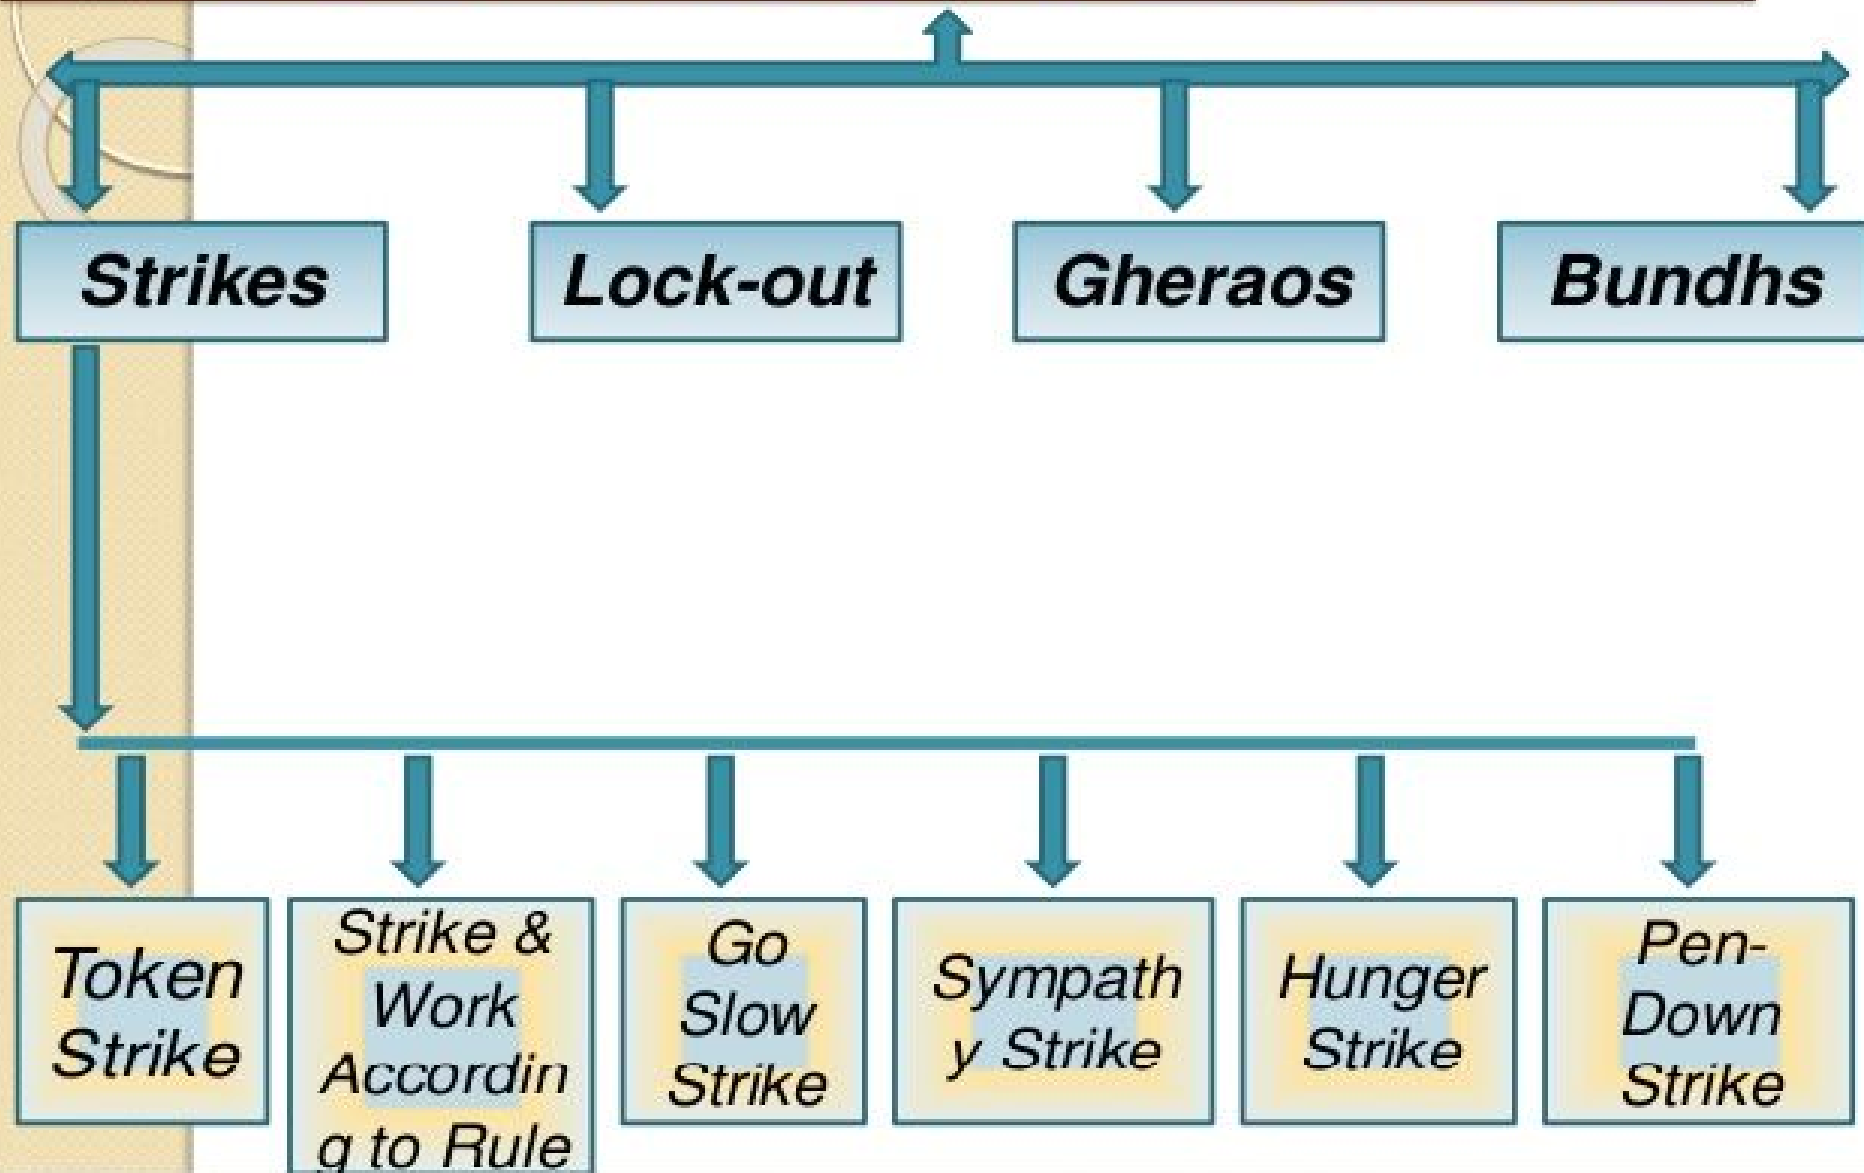 Strikes
Lock-out
Gheraos
Bundhs
Token
Strike
Strike &
Work
Accordin
g to Rule
Go
Slow
Strike
Sympath
y Strike
Hunger
Strike
Pen-
Down
Strike